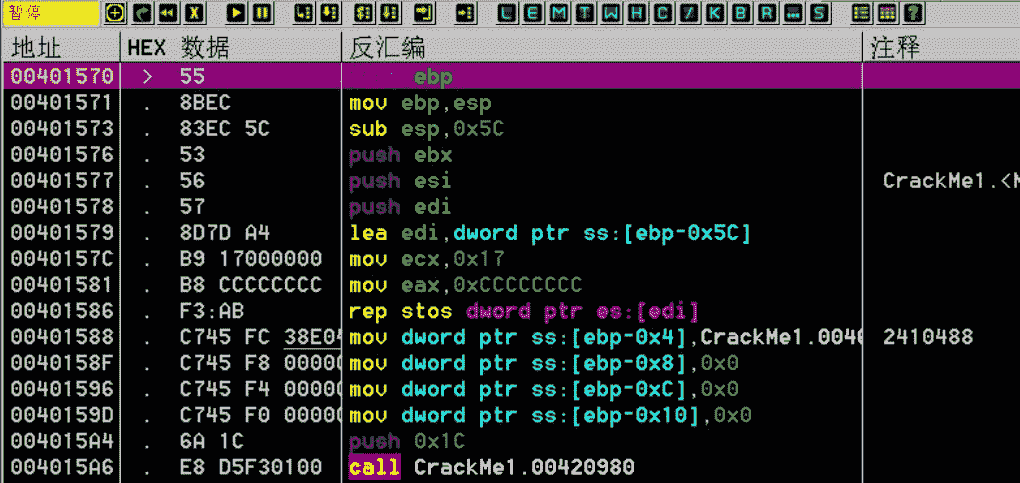 暂停 L E M T W H C / K B R ... S ?
地址 HEX 数据 反汇编 注释
00401570 > 55 ebp
00401571 . 8BEC mov ebp,esp
00401573 . 83EC 5C sub esp,0x5C
00401576 . 53 push ebx
00401577 . 56 push esi CrackMe1.<M
00401578 . 57 push edi
00401579 . 8D7D A4 lea edi,dword ptr ss:[ebp-0x5C]
0040157C . B9 17000000 mov ecx,0x17
00401581 . B8 CCCCCCCC mov eax,0xCCCCCCCC
00401586 . F3:AB rep stos dword ptr es:[edi]
00401588 . C745 FC 38E04 mov dword ptr ss:[ebp-0x4],CrackMe1.0040 2410488
0040158F . C745 F8 00000 mov dword ptr ss:[ebp-0x8],0x0
00401596 . C745 F4 00000 mov dword ptr ss:[ebp-0xC],0x0
0040159D . C745 F0 00000 mov dword ptr ss:[ebp-0x10],0x0
004015A4 . 6A 1C push 0x1C
004015A6 . E8 D5F30100 call CrackMe1.00420980